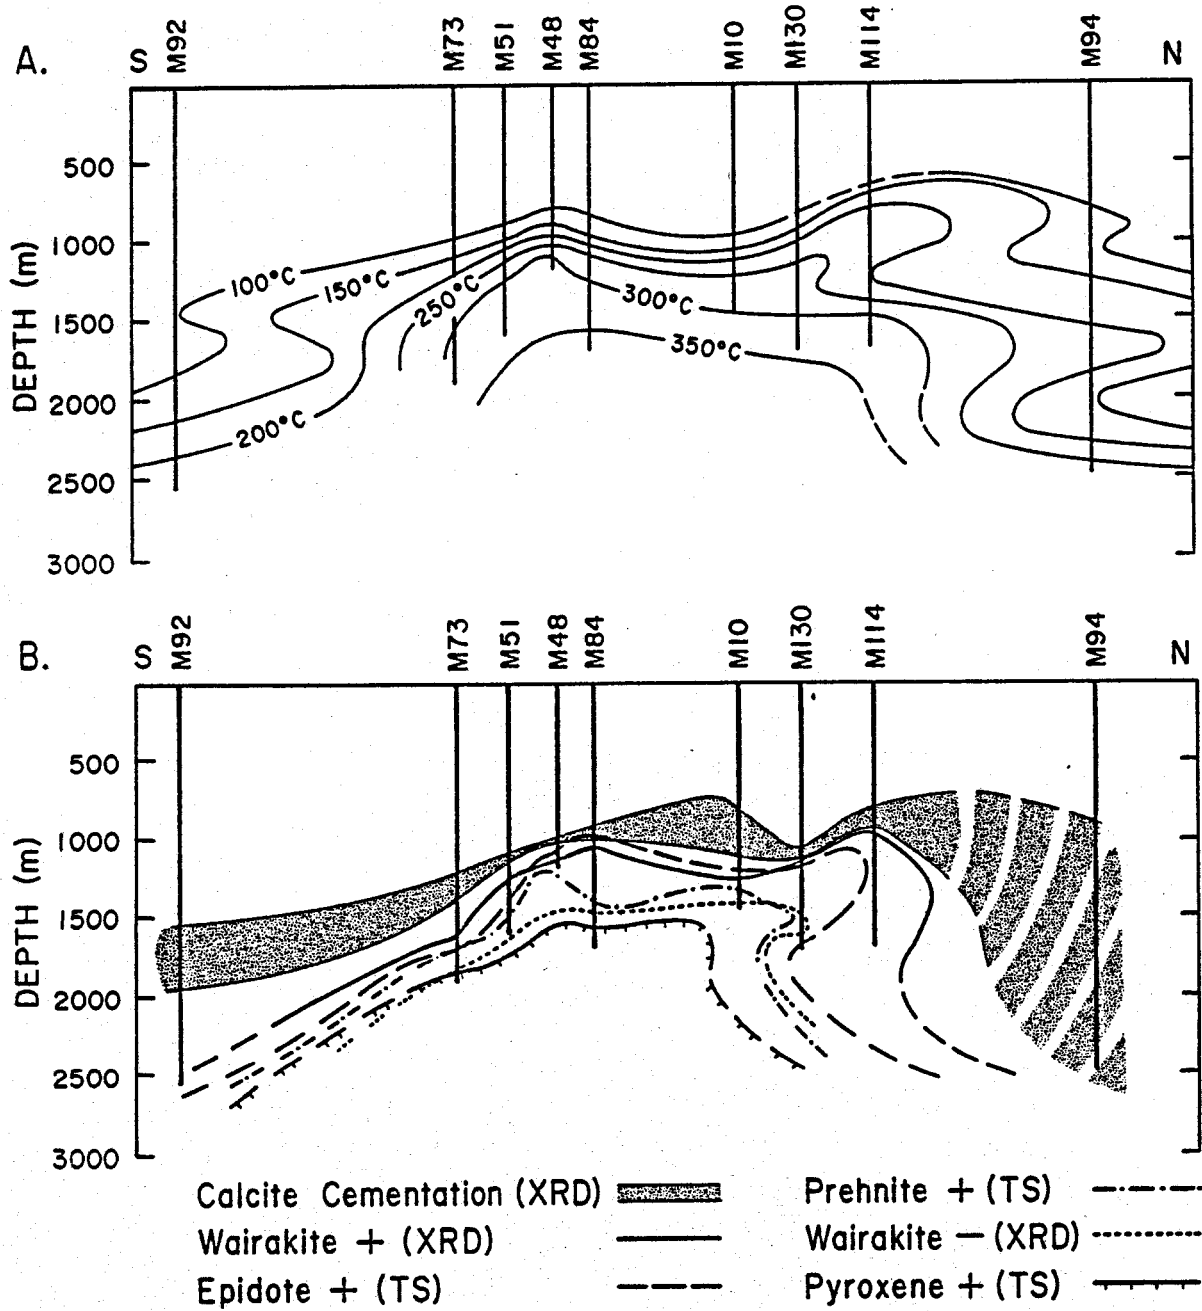 A.
S M92 M73 M51 M48 M84 M10 M130 M114 M94 N
DEPTH (m)
500
1000
1500
2000
2500
3000
100°C
150°C
200°C
250°C
300°C
350°C
B.
S M92 M73 M51 M48 M84 M10 M130 M114 M94 N
DEPTH (m)
500
1000
1500
2000
2500
3000
Calcite Cementation (XRD)
Wairakite + (XRD)
Epidote + (TS)
Prehnite + (TS)
Wairakite – (XRD)
Pyroxene + (TS)